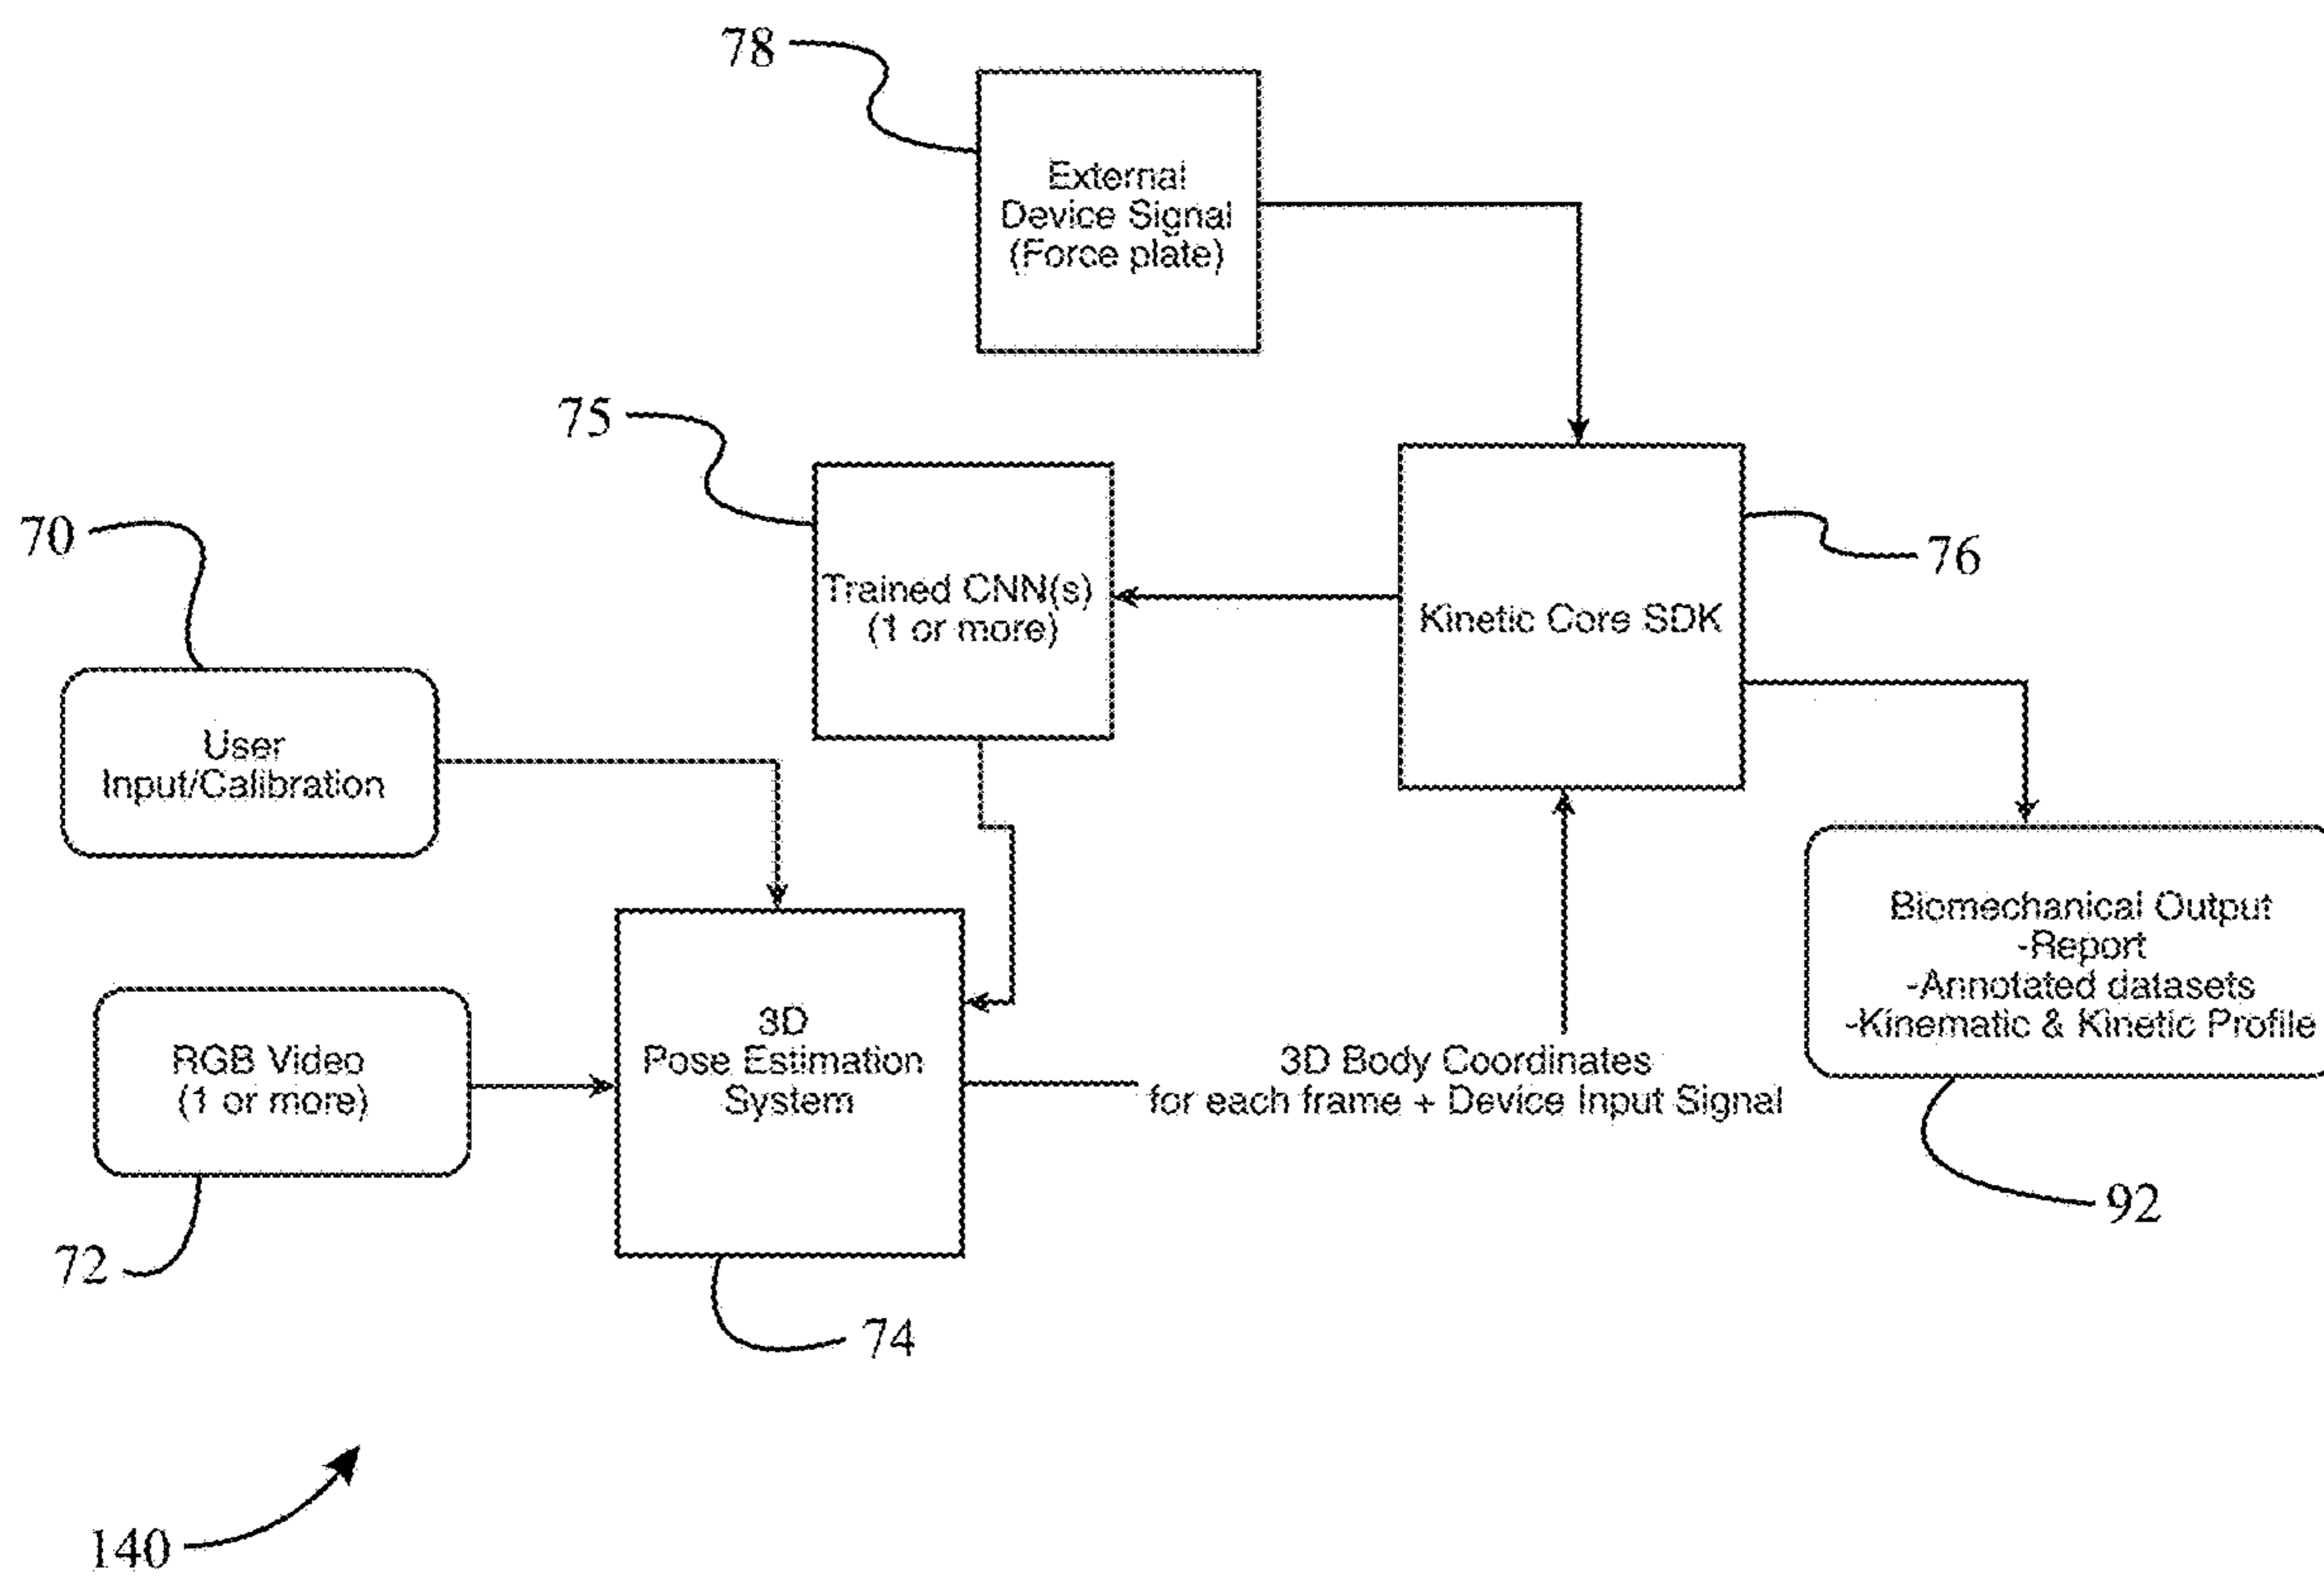 78
External
Device Signal
(Force plate)
75
70
Trained CNN(s)
(1 or more)
76
Kinetic Core SDK
User
Input/Calibration
Biomechanical Output
-Report
-Annotated datasets
-Kinematic & Kinetic Profile
3D
Pose Estimation
System
RGB Video
(1 or more)
3D Body Coordinates
for each frame + Device Input Signal
92
72
74
140